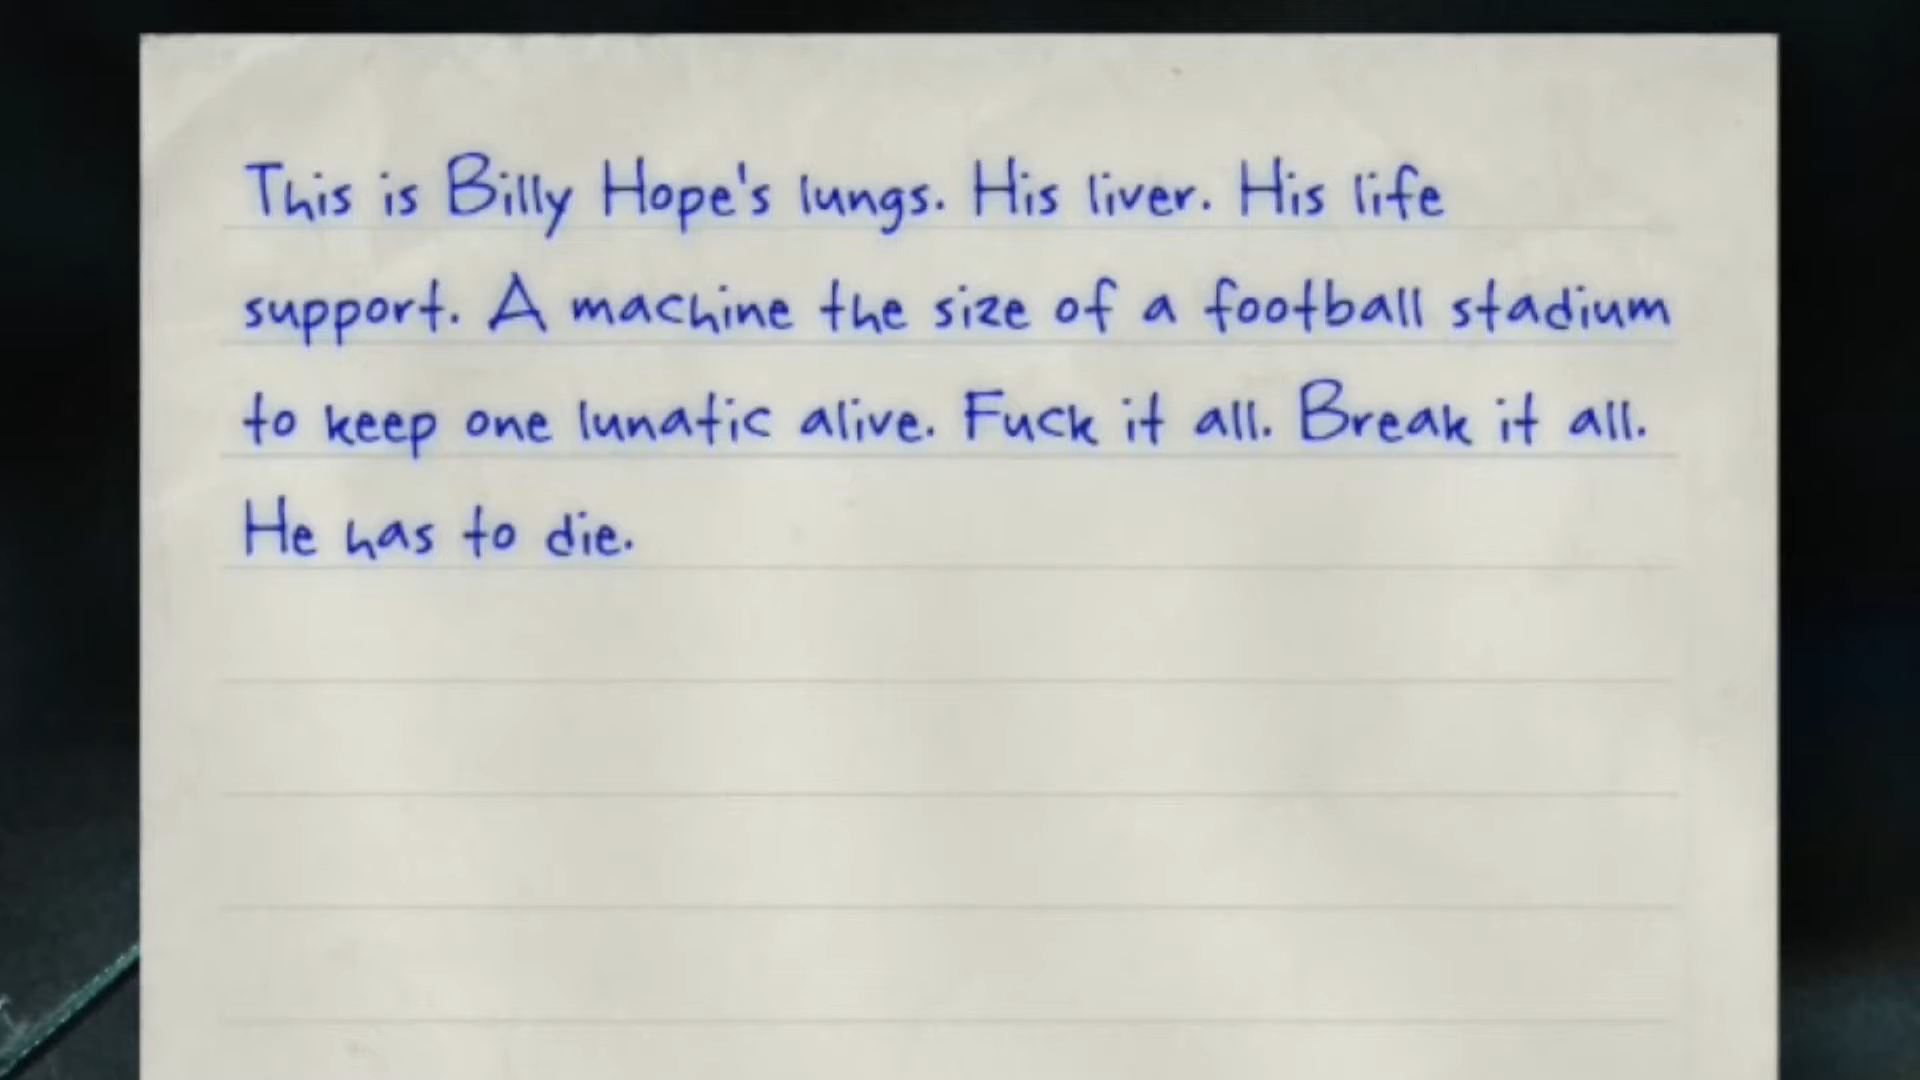 This is Billy Hope's lungs. His liver. His life
support. A machine the size of a football stadium
to keep one lunatic alive. Fuck it all. Break it all.
He has to die.